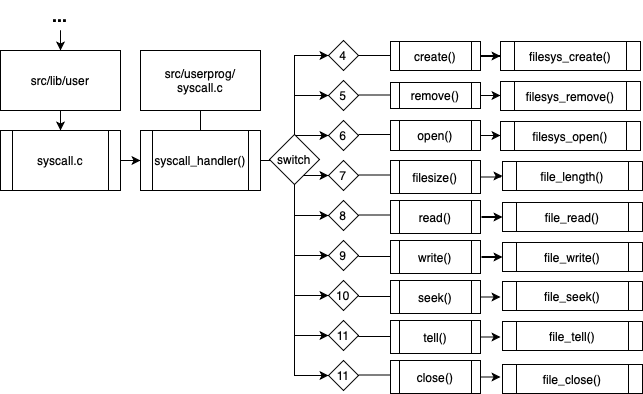 ...
src/lib/user
syscall.c
src/userprog/
syscall.c
syscall_handler()
switch
4 create() filesys_create()
5 remove() filesys_remove()
6 open() filesys_open()
7 filesize() file_length()
8 read() file_read()
9 write() file_write()
10 seek() file_seek()
11 tell() file_tell()
11 close() file_close()